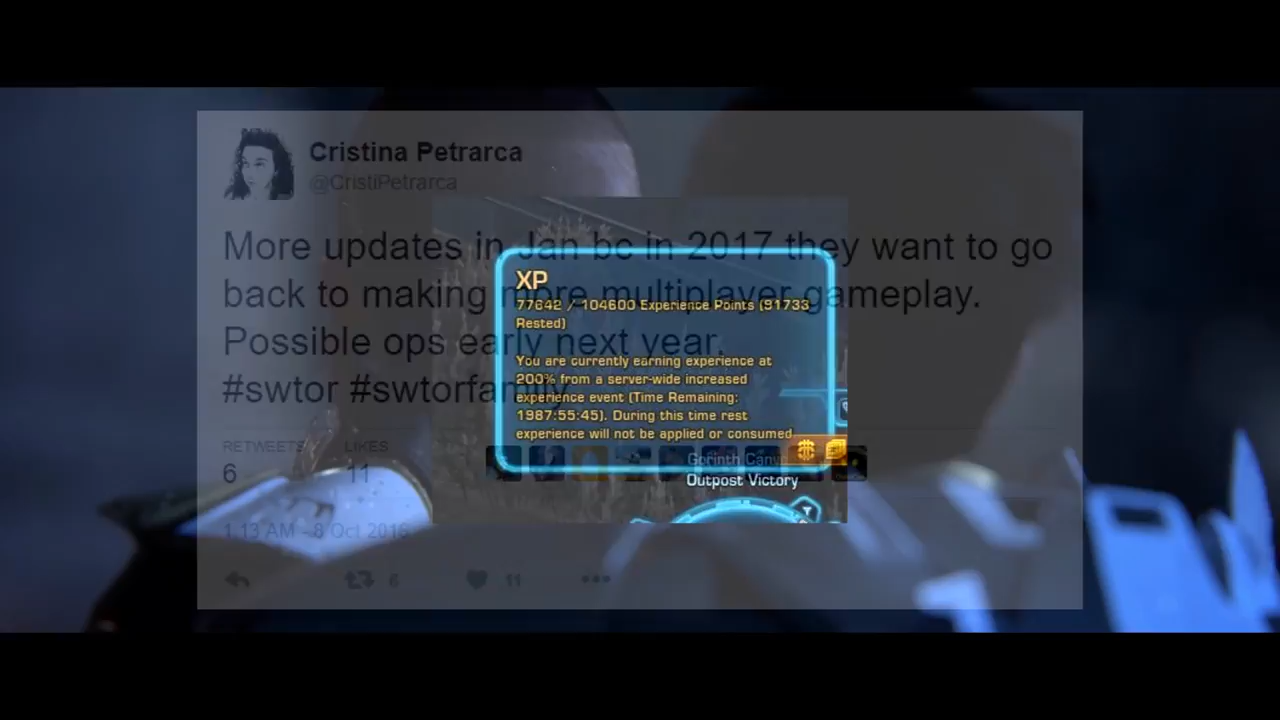 Cristina Petrarca
@CristiPetrarca
More updates in Jan bc in 2017 they want to go
back to making more multiplayer gameplay.
Possible ops early next year.
#swtor #swtorfamily
RETWEETS LIKES
6 11
1:13 AM - 8 Oct 2016
6 11
XP
77642 / 104600 Experience Points (91733
Rested)
You are currently earning experience at
200% from a server-wide increased
experience event (Time Remaining:
1987:55:45). During this time rest
experience will not be applied or consumed
Gorinth Canyo
Outpost Victory